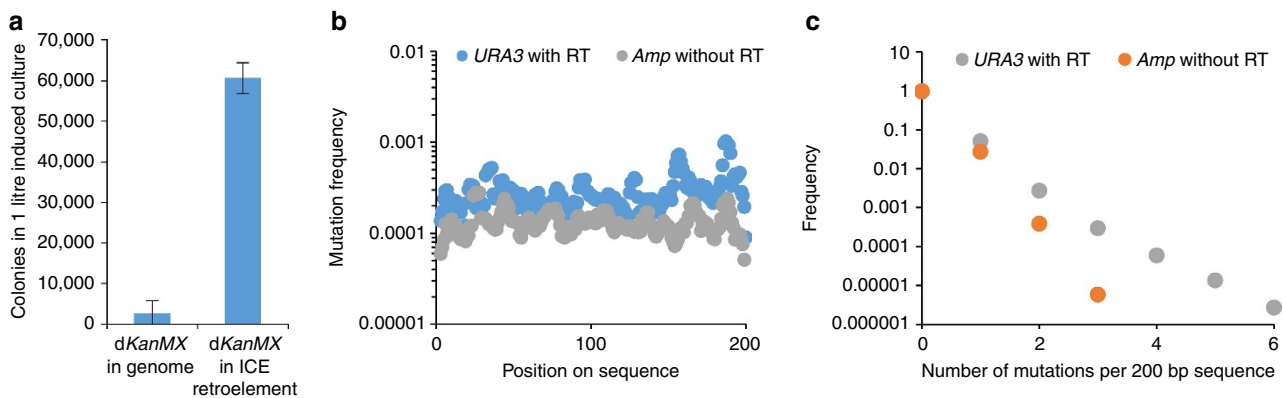 a
Colonies in 1 litre induced culture
70,000
60,000
50,000
40,000
30,000
20,000
10,000
0
dKanMX
in genome
dKanMX
in ICE
retroelement
b
Mutation frequency
0.01
0.001
0.0001
0.00001
URA3 with RT
Amp without RT
0
100
200
Position on sequence
c
Frequency
10
1
0.1
0.01
0.001
0.0001
0.00001
0.000001
URA3 with RT
Amp without RT
0
2
4
6
Number of mutations per 200 bp sequence